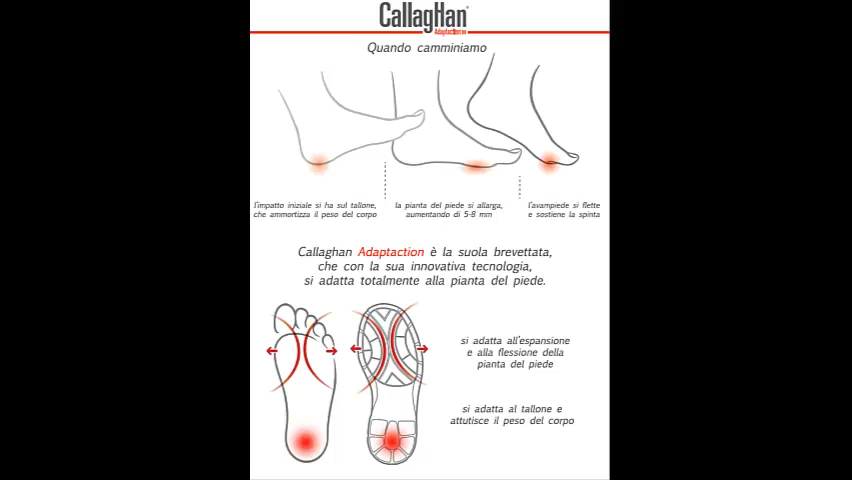 CallagHan
Adaptaction
Quando camminiamo
l'impatto iniziale si ha sul tallone,
che ammortizza il peso del corpo
la pianta del piede si allarga,
aumentando di 5-8 mm
l'avampiede si flette
e sostiene la spinta
Callaghan Adaptaction è la suola brevettata,
che con la sua innovativa tecnologia,
si adatta totalmente alla pianta del piede.
si adatta all'espansione
e alla flessione della
pianta del piede
si adatta al tallone e
attutisce il peso del corpo